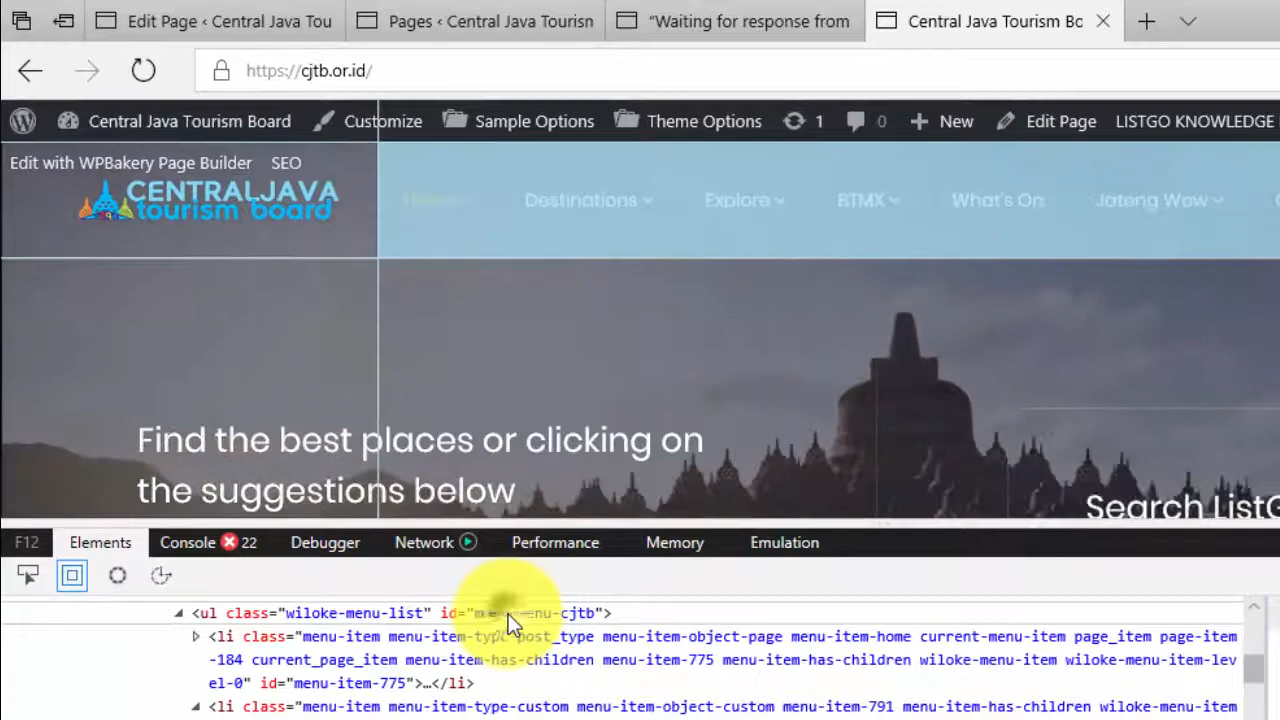 Edit Page ‹ Central Java Tou
Pages ‹ Central Java Tourisn
"Waiting for response from
Central Java Tourism Bc
https://cjtb.or.id/
Central Java Tourism Board
Customize
Sample Options
Theme Options
1
0
New
Edit Page
LISTGO KNOWLEDGE
Edit with WPBakery Page Builder
SEO
CENTRALJAVA
tourism board
Home
Destinations
Explore
BTMX
What's On
Jateng Wow
Find the best places or clicking on
the suggestions below
Search ListG
F12
Elements
Console
22
Debugger
Network
Performance
Memory
Emulation
<ul class="wiloke-menu-list" id="menu-menu-cjtb">
<li class="menu-item menu-item-type-post_type menu-item-object-page menu-item-home current-menu-item page_item page-item
-184 current_page_item menu-item-has-children menu-item-775 menu-item-has-children wiloke-menu-item wiloke-menu-item-lev
el-0" id="menu-item-775">…</li>
<li class="menu-item menu-item-type-custom menu-item-object-custom menu-item-791 menu-item-has-children wiloke-menu-item